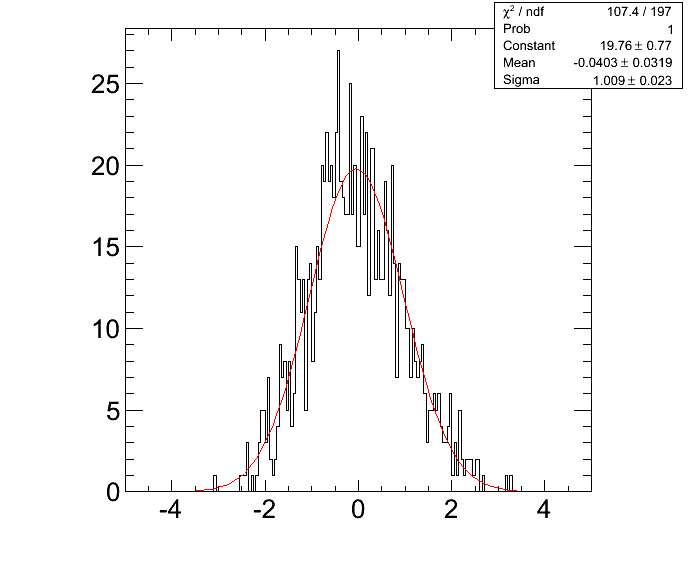 χ² / ndf 107.4 / 197
Prob 1
Constant 19.76 ± 0.77
Mean -0.0403 ± 0.0319
Sigma 1.009 ± 0.023
25
20
15
10
5
0
-4 -2 0 2 4